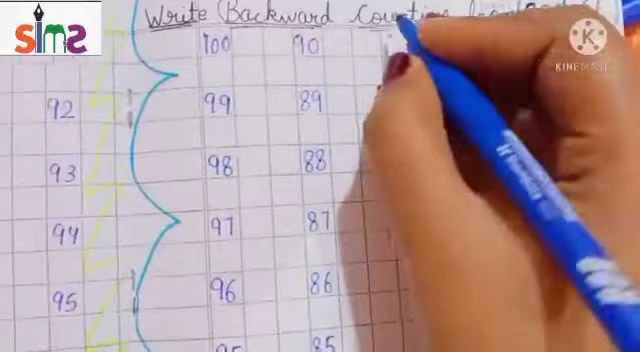 SIMS
Write Backward Counting
100 90
92 99 89
93 98 88
94 97 87
95 96 86
95 85
KINEMASTER